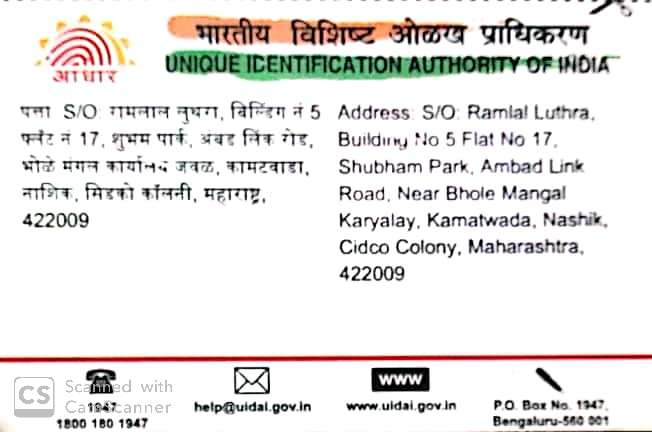 भारतीय विशिष्ट ओळख प्राधिकरण
UNIQUE IDENTIFICATION AUTHORITY OF INDIA
आधार
पत्ता S/O: रामलाल लुथरा, बिल्डिंग नं 5
फ्लॅट नं 17, शुभम पार्क, अंबड लिंक रोड,
भोळे मंगल कार्यालय जवळ, कामटवाडा,
नाशिक, सिडको कॉलनी, महाराष्ट्र,
422009
Address: S/O: Ramlal Luthra,
Building No 5 Flat No 17,
Shubham Park, Ambad Link
Road, Near Bhole Mangal
Karyalay, Kamatwada, Nashik,
Cidco Colony, Maharashtra,
422009
1947
1800 180 1947
help@uidai.gov.in
www
www.uidai.gov.in
P.O. Box No. 1947,
Bengaluru-560 001
CS Scanned with
CamScanner